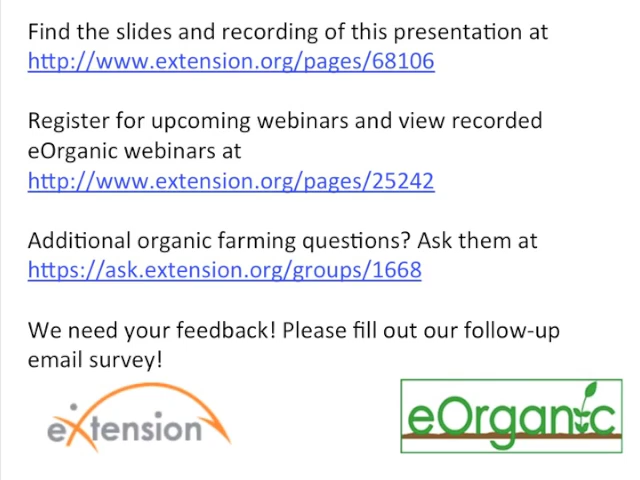 Find the slides and recording of this presentation at
http://www.extension.org/pages/68106
Register for upcoming webinars and view recorded
eOrganic webinars at
http://www.extension.org/pages/25242
Additional organic farming questions? Ask them at
https://ask.extension.org/groups/1668
We need your feedback! Please fill out our follow-up
email survey!
eXtension
eOrganic